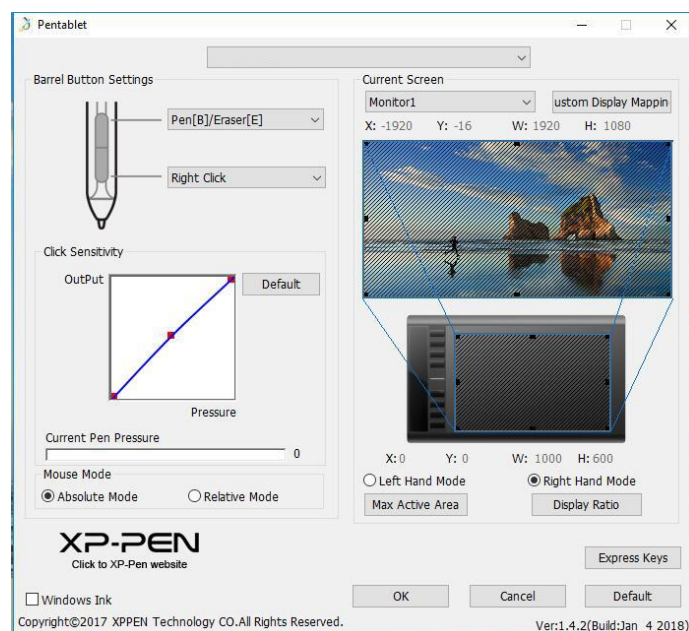 Pentablet
Barrel Button Settings
Pen[B]/Eraser[E]
Right Click
Click Sensitivity
OutPut
Default
Pressure
Current Pen Pressure
0
Mouse Mode
Absolute Mode
Relative Mode
XP-PEN
Click to XP-Pen website
Windows Ink
Copyright©2017 XPPEN Technology CO.All Rights Reserved.
Current Screen
Monitor1
ustom Display Mappin
X: -1920 Y: -16 W: 1920 H: 1080
X: 0 Y: 0 W: 1000 H: 600
Left Hand Mode
Right Hand Mode
Max Active Area
Display Ratio
Express Keys
OK
Cancel
Default
Ver:1.4.2(Build:Jan 4 2018)